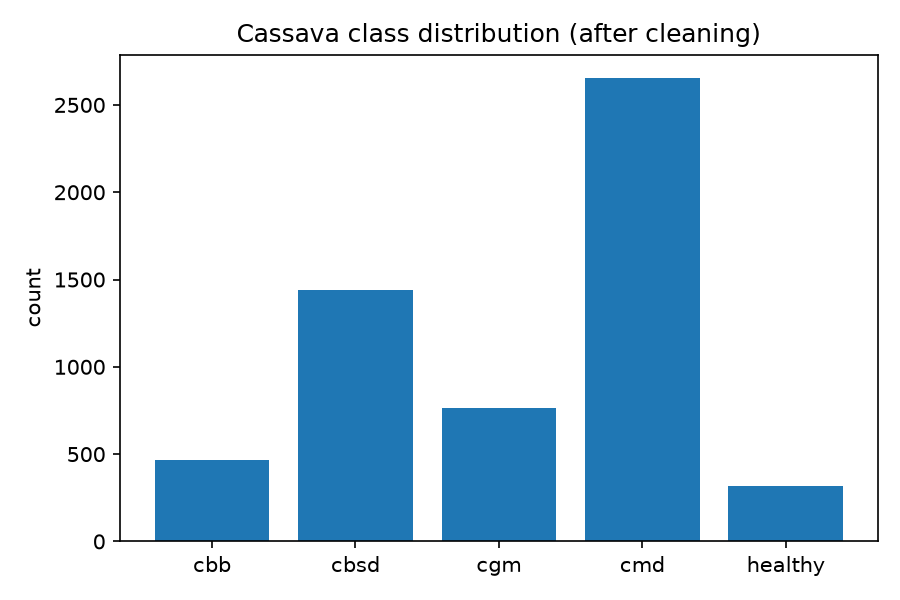 Cassava class distribution (after cleaning)
count
2500
2000
1500
1000
500
0
cbb cbsd cgm cmd healthy